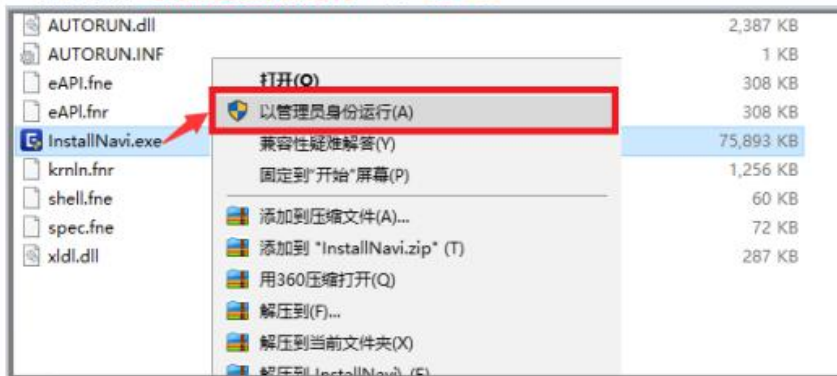 AUTORUN.dll 2,387 KB
AUTORUN.INF 1 KB
eAPI.fne 打开(O) 308 KB
eAPI.fnr 以管理员身份运行(A) 308 KB
InstallNavi.exe 兼容性疑难解答(Y) 75,893 KB
krnln.fnr 固定到"开始"屏幕(P) 1,256 KB
shell.fne 60 KB
spec.fne 添加到压缩文件(A)... 72 KB
xldl.dll 添加到 "InstallNavi.zip" (T) 287 KB
用360压缩打开(Q)
解压到(F)...
解压到当前文件夹(X)
解压到 InstallNavi\ (E)